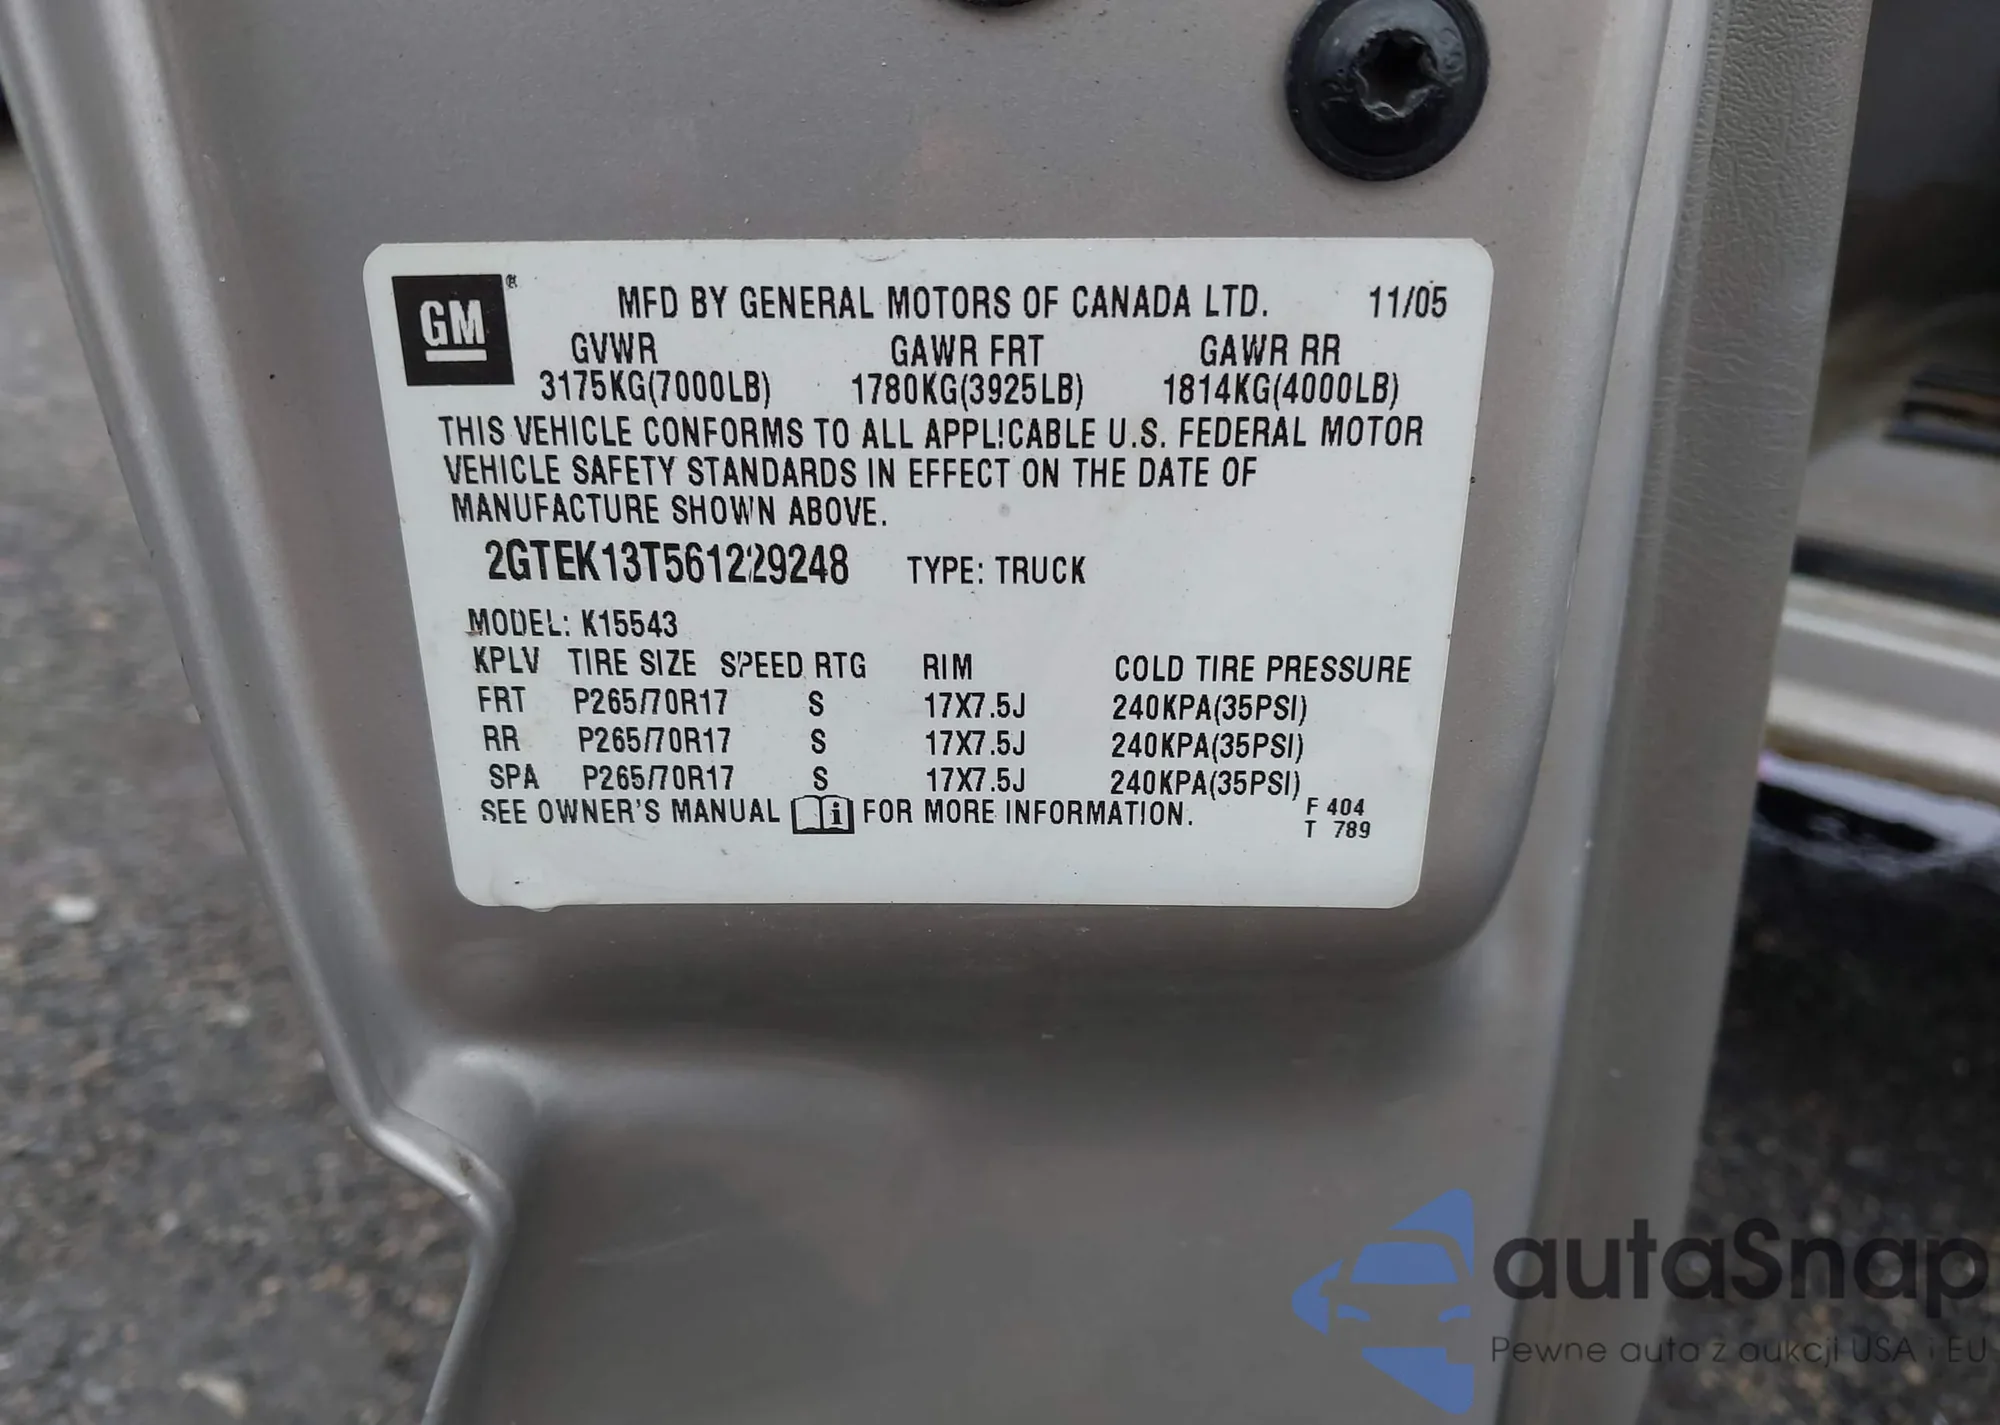 GM® MFD BY GENERAL MOTORS OF CANADA LTD. 11/05
GVWR GAWR FRT GAWR RR
3175KG(7000LB) 1780KG(3925LB) 1814KG(4000LB)
THIS VEHICLE CONFORMS TO ALL APPLICABLE U.S. FEDERAL MOTOR
VEHICLE SAFETY STANDARDS IN EFFECT ON THE DATE OF
MANUFACTURE SHOWN ABOVE.
2GTEK13T561229248 TYPE: TRUCK
MODEL: K15543
KPLV TIRE SIZE SPEED RTG RIM COLD TIRE PRESSURE
FRT P265/70R17 S 17X7.5J 240KPA(35PSI)
RR P265/70R17 S 17X7.5J 240KPA(35PSI)
SPA P265/70R17 S 17X7.5J 240KPA(35PSI)
SEE OWNER'S MANUAL i FOR MORE INFORMATION. F 404
T 789
autaSnap
Pewne auta z aukcji USA i EU